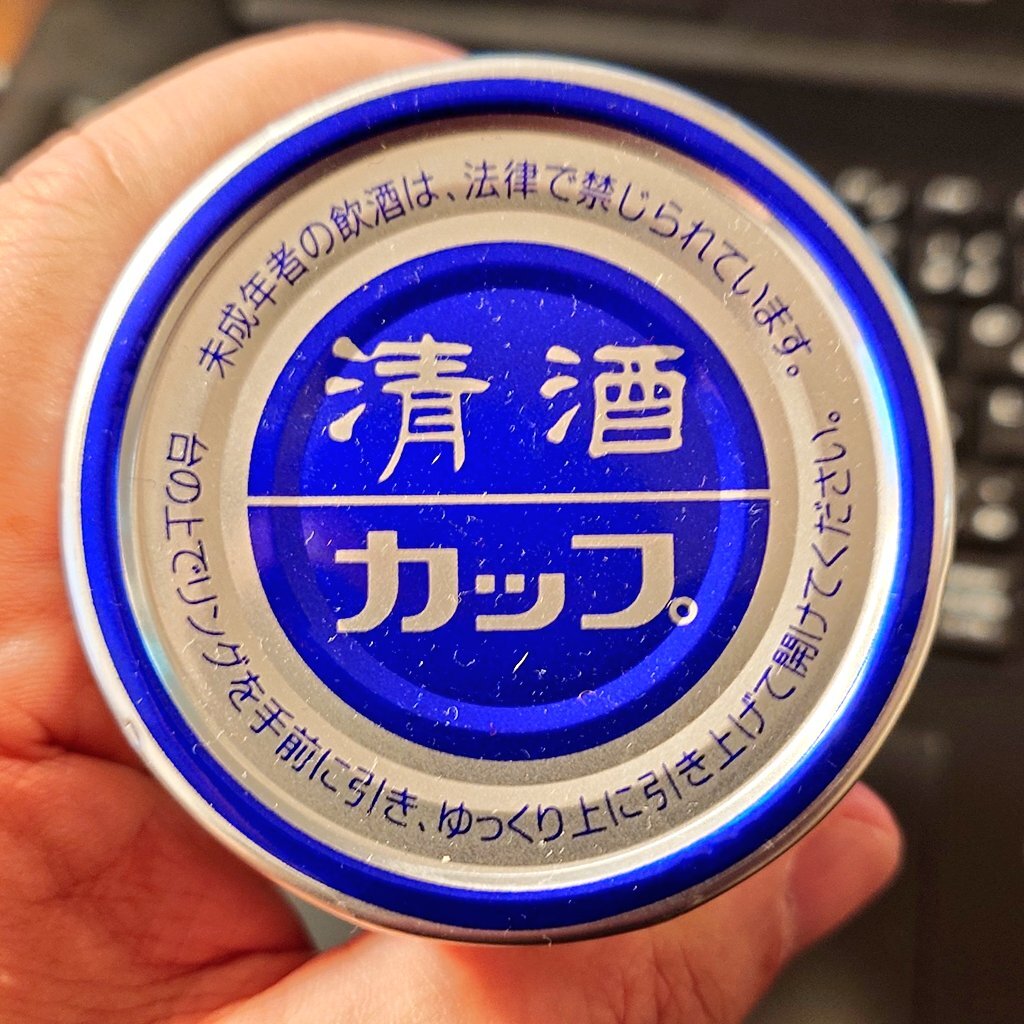 未成年者の飲酒は、法律で禁じられています。
清酒
カップ。
台の上でリングを手前に引き、ゆっくり上に引き上げて開けてください。